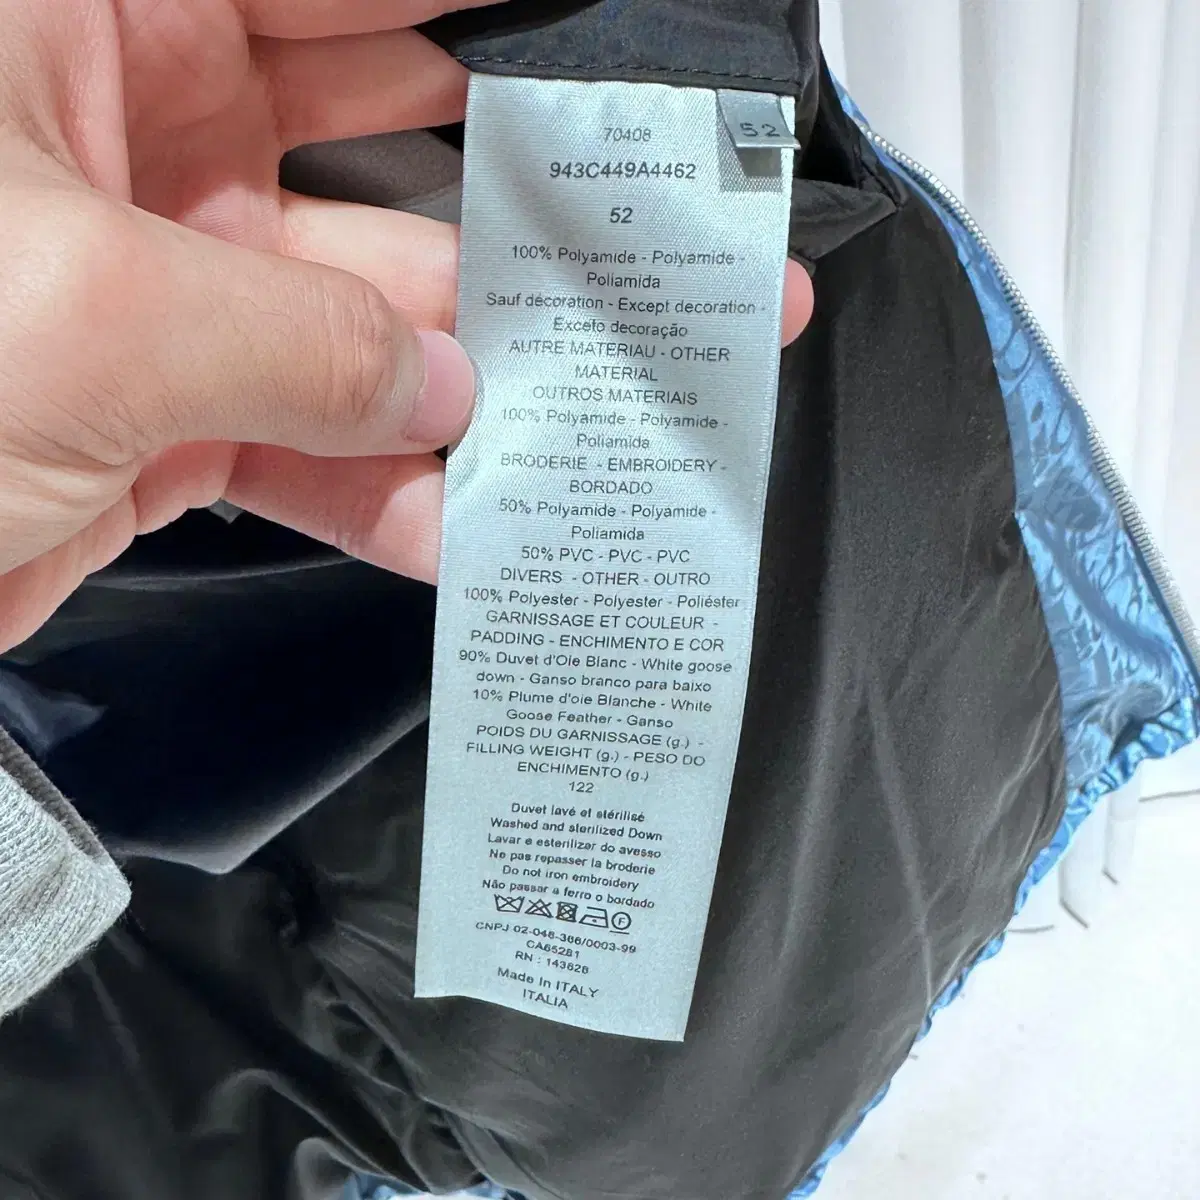 52
70408
943C449A4462
52
100% Polyamide - Polyamide -
Poliamida
Sauf décoration - Except decoration -
Exceto decoração
AUTRE MATERIAU - OTHER
MATERIAL
OUTROS MATERIAIS
100% Polyamide - Polyamide -
Poliamida
BRODERIE - EMBROIDERY -
BORDADO
50% Polyamide - Polyamide -
Poliamida
50% PVC - PVC - PVC
DIVERS - OTHER - OUTRO
100% Polyester - Polyester - Poliéster
GARNISSAGE ET COULEUR -
PADDING - ENCHIMENTO E COR
90% Duvet d'Oie Blanc - White goose
down - Ganso branco para baixo
10% Plume d'oie Blanche - White
Goose Feather - Ganso
POIDS DU GARNISSAGE (g.) -
FILLING WEIGHT (g.) - PESO DO
ENCHIMENTO (g.)
122
Duvet lavé et stérilisé
Washed and sterilized Down
Lavar e esterilizar do avesso
Ne pas repasser la broderie
Do not iron embroidery
Não passar a ferro o bordado
F
CNPJ 02-046-366/0003-99
CA65281
RN : 143828
Made In ITALY
ITALIA